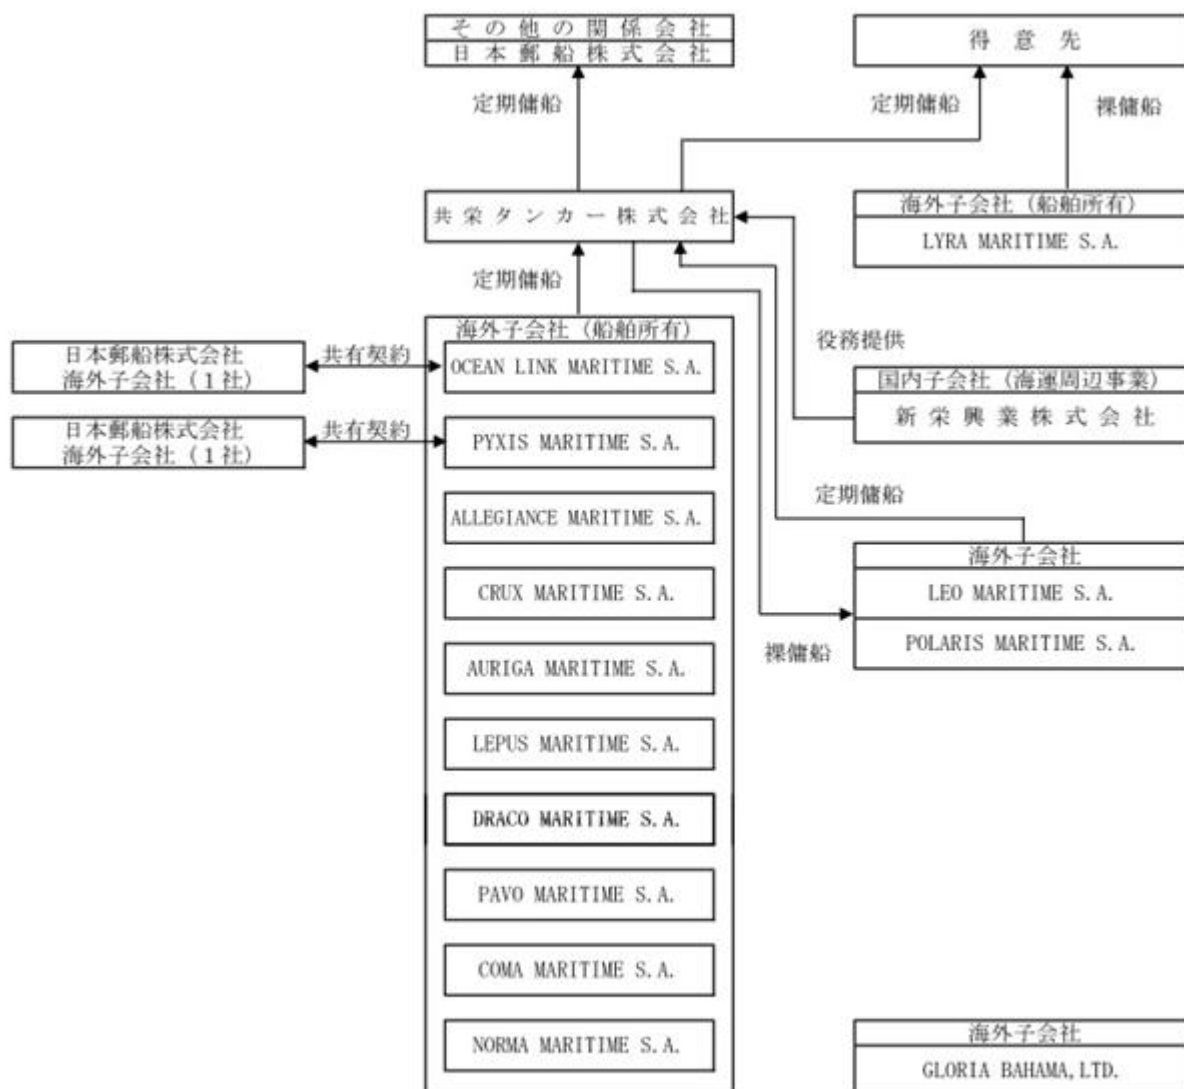 その他の関係会社
日本郵船株式会社
得意先
定期傭船
定期傭船
裸傭船
共栄タンカー株式会社
海外子会社（船舶所有）
LYRA MARITIME S.A.
定期傭船
海外子会社（船舶所有）
役務提供
日本郵船株式会社
海外子会社（１社）
共有契約
OCEAN LINK MARITIME S.A.
国内子会社（海運周辺事業）
新栄興業株式会社
日本郵船株式会社
海外子会社（１社）
共有契約
PYXIS MARITIME S.A.
定期傭船
ALLEGIANCE MARITIME S.A.
海外子会社
LEO MARITIME S.A.
POLARIS MARITIME S.A.
裸傭船
CRUX MARITIME S.A.
AURIGA MARITIME S.A.
LEPUS MARITIME S.A.
DRACO MARITIME S.A.
PAVO MARITIME S.A.
COMA MARITIME S.A.
NORMA MARITIME S.A.
海外子会社
GLORIA BAHAMA,LTD.